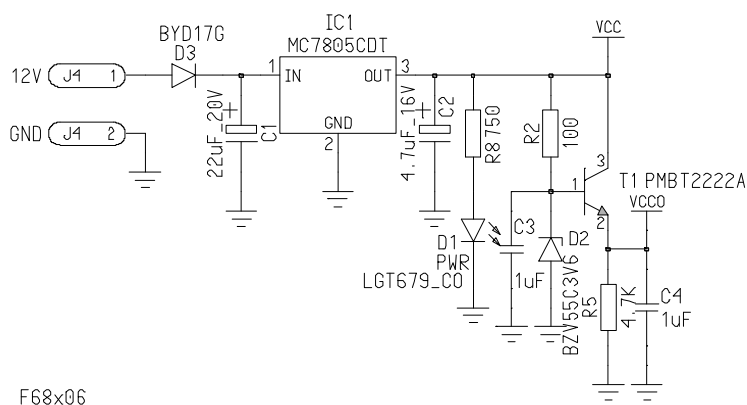 IC1
MC7805CDT
VCC
BYD17G
D3
12V
J4 1
1
IN
OUT
3
GND
J4 2
22uF_20V
C1
GND
2
4.7uF_16V
C2
R8
750
R2
100
3
1
T1 PMBT2222A
VCCO
2
D1
PWR
LGT679_CO
C3
1uF
D2
BZV55C3V6
R5
4.7K
C4
1uF
F68x06